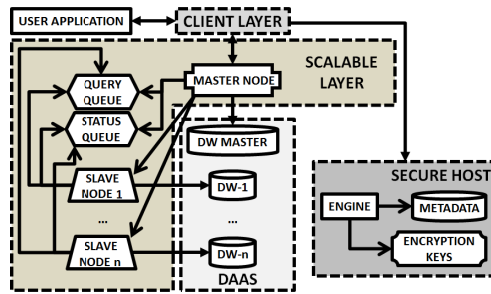 USER APPLICATION
CLIENT LAYER
SCALABLE
LAYER
MASTER NODE
QUERY
QUEUE
STATUS
QUEUE
DW MASTER
SECURE HOST
SLAVE
NODE 1
DW-1
ENGINE
METADATA
...
...
ENCRYPTION
KEYS
SLAVE
NODE n
DW-n
DAAS